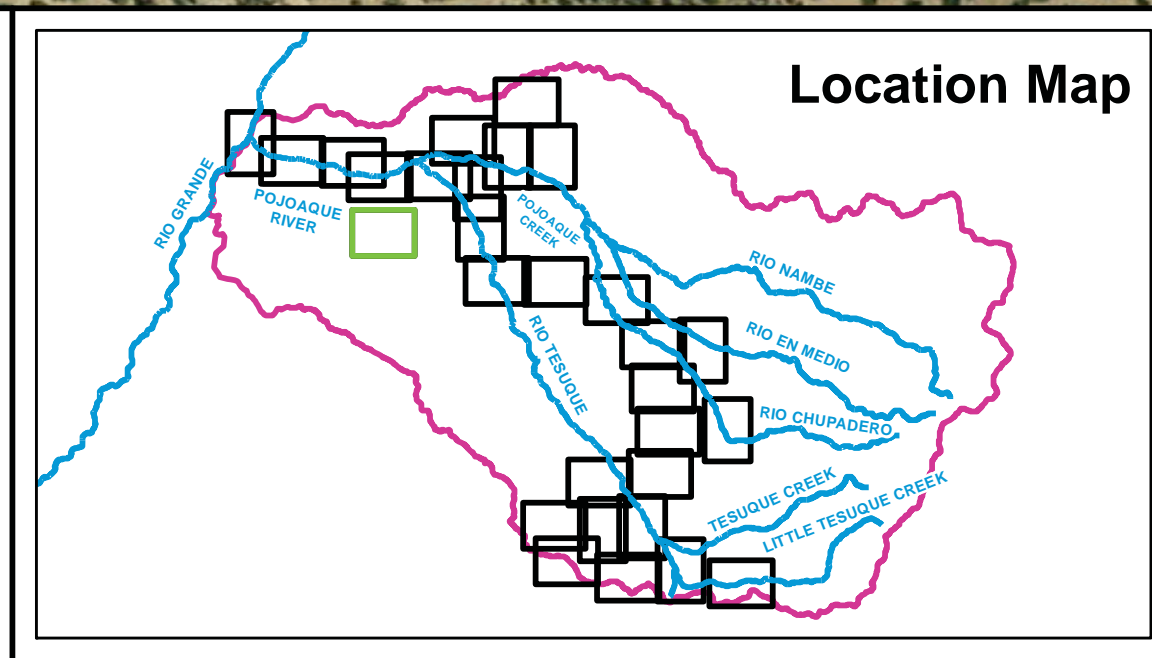 Location Map
RIO GRANDE
POJOAQUE
RIVER
POJOAQUE
CREEK
RIO NAMBE
RIO EN MEDIO
RIO TESUQUE
RIO CHUPADERO
TESUQUE CREEK
LITTLE TESUQUE CREEK